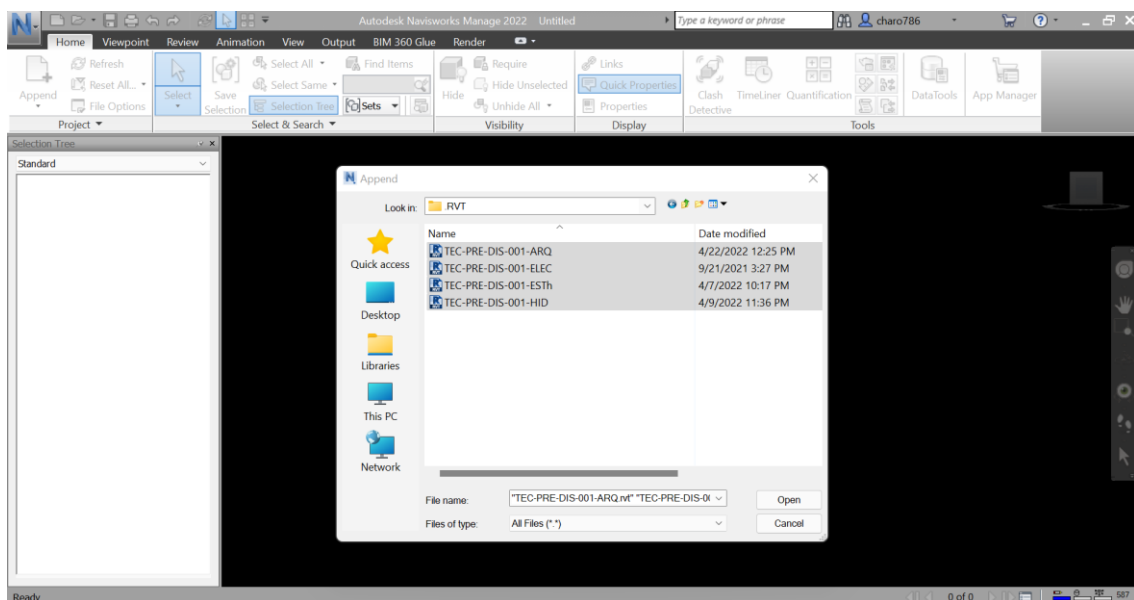 Autodesk Navisworks Manage 2022 Untitled
Type a keyword or phrase
charo786
Home Viewpoint Review Animation View Output BIM 360 Glue Render
Append
Refresh
Reset All...
File Options
Project
Select
Save Selection
Select All
Select Same
Selection Tree
Find Items
Sets
Select & Search
Hide
Require
Hide Unselected
Unhide All
Visibility
Links
Quick Properties
Properties
Display
Clash Detective
TimeLiner
Quantification
DataTools
App Manager
Tools
Selection Tree
Standard
Append
Look in: .RVT
Quick access
Desktop
Libraries
This PC
Network
Name Date modified
TEC-PRE-DIS-001-ARQ 4/22/2022 12:25 PM
TEC-PRE-DIS-001-ELEC 9/21/2021 3:27 PM
TEC-PRE-DIS-001-ESTh 4/7/2022 10:17 PM
TEC-PRE-DIS-001-HID 4/9/2022 11:36 PM
File name: "TEC-PRE-DIS-001-ARQ.rvt" "TEC-PRE-DIS-0( Open
Files of type: All Files (*.*) Cancel
Ready 0 of 0 587